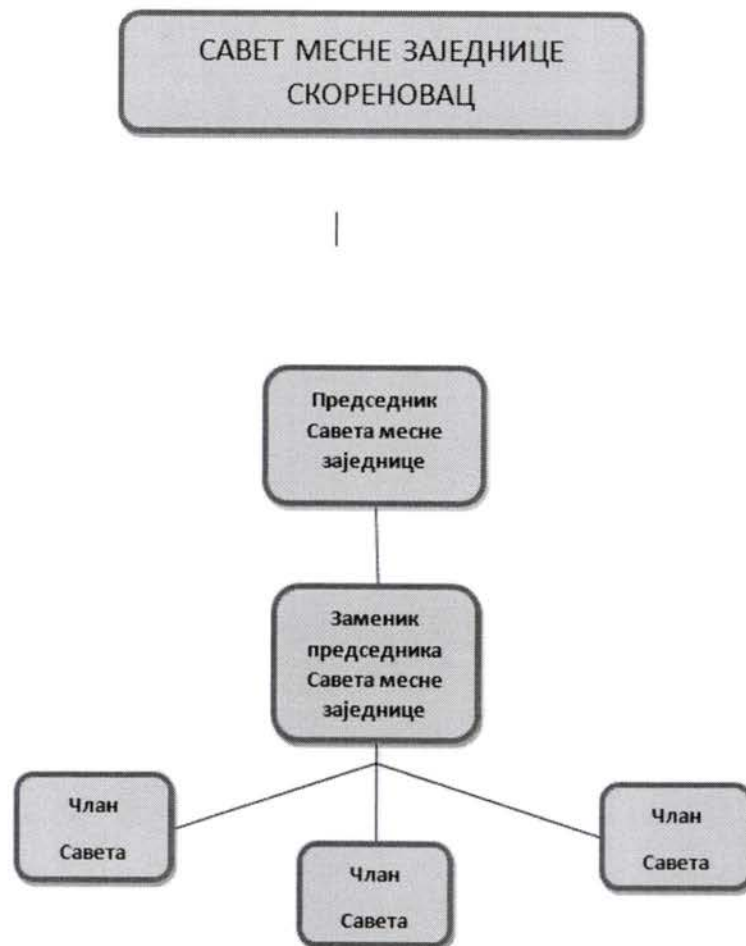 САВЕТ МЕСНЕ ЗАЈЕДНИЦЕ
СКОРЕНОВАЦ
Председник
Савета месне
заједнице
Заменик
председника
Савета месне
заједнице
Члан
Савета
Члан
Савета
Члан
Савета